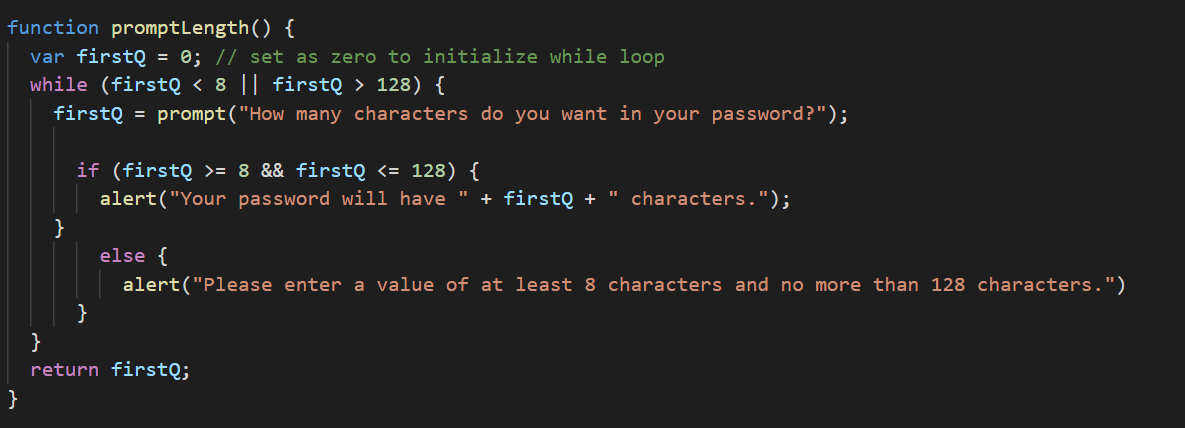 function promptLength() {
  var firstQ = 0; // set as zero to initialize while loop
  while (firstQ < 8 || firstQ > 128) {
    firstQ = prompt("How many characters do you want in your password?");

      if (firstQ >= 8 && firstQ <= 128) {
        alert("Your password will have " + firstQ + " characters.");
    }
        else {
          alert("Please enter a value of at least 8 characters and no more than 128 characters.")
      }
  }
  return firstQ;
}